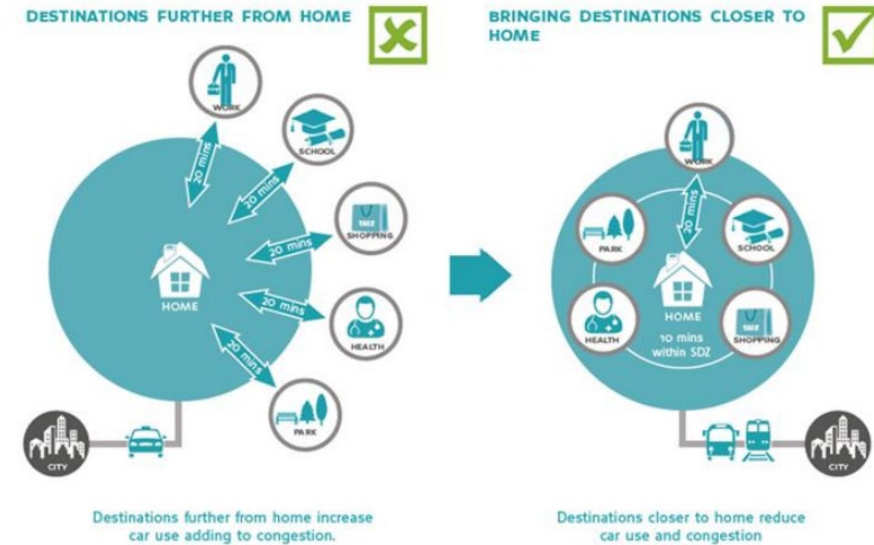 DESTINATIONS FURTHER FROM HOME
WORK
20 mins
SCHOOL
20 mins
SHOPPING
20 mins
HOME
20 mins
HEALTH
20 mins
PARK
CITY
Destinations further from home increase
car use adding to congestion.
BRINGING DESTINATIONS CLOSER TO
HOME
WORK
20 mins
PARK
SCHOOL
HOME
HEALTH
SHOPPING
10 mins
within SDZ
CITY
Destinations closer to home reduce
car use and congestion